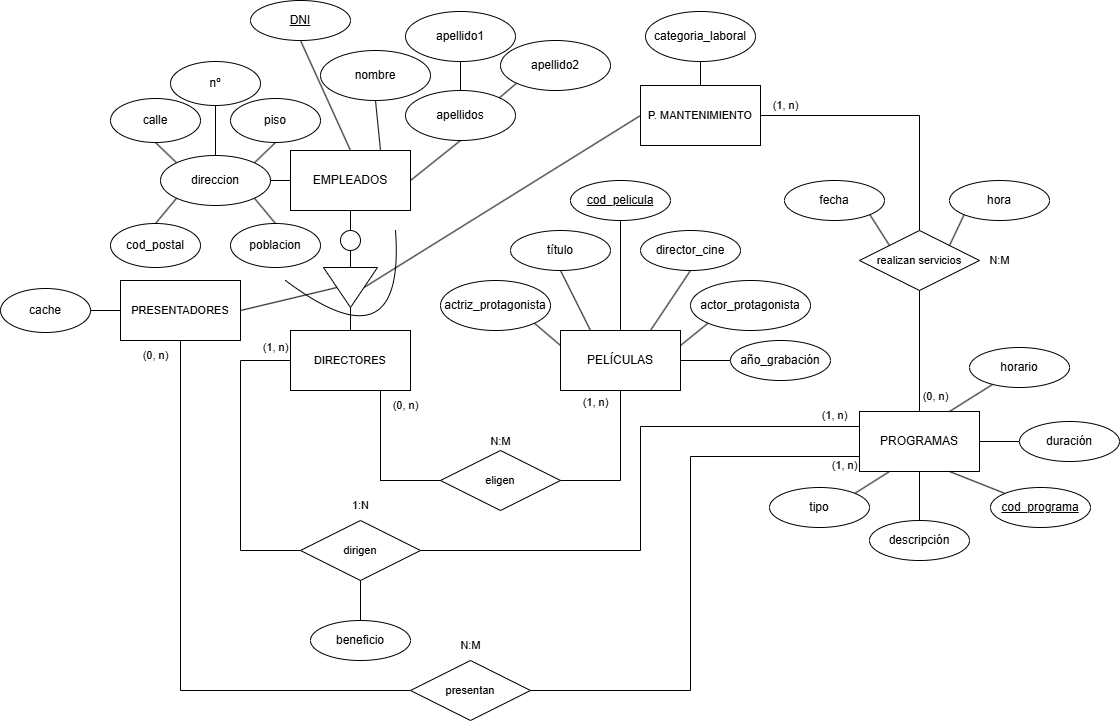 DNI
apellido1
categoria_laboral
apellido2
nombre
nº
apellidos
calle
piso
P. MANTENIMIENTO
(1, n)
direccion
EMPLEADOS
cod_pelicula
fecha
hora
cod_postal
poblacion
título
director_cine
realizan servicios
N:M
cache
PRESENTADORES
actriz_protagonista
actor_protagonista
(0, n)
(1, n)
DIRECTORES
PELÍCULAS
año_grabación
horario
(0, n)
(1, n)
(0, n)
(1, n)
PROGRAMAS
duración
N:M
(1, n)
eligen
tipo
cod_programa
1:N
descripción
dirigen
beneficio
N:M
presentan